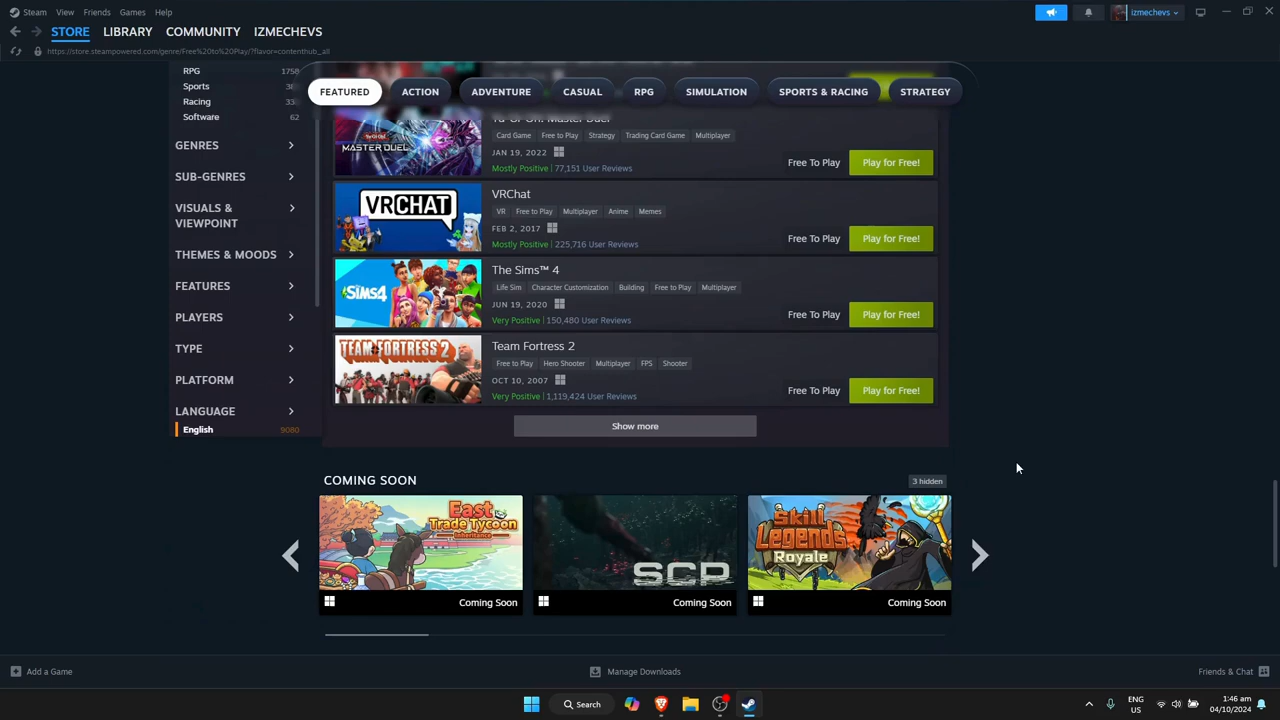 Steam View Friends Games Help izmechevs
STORE LIBRARY COMMUNITY IZMECHEVS
https://store.steampowered.com/genre/Free%20to%20Play/?flavor=contenthub_all
RPG 1758
Sports
Racing
Software 62
GENRES
SUB-GENRES
VISUALS &
VIEWPOINT
THEMES & MOODS
FEATURES
PLAYERS
TYPE
PLATFORM
LANGUAGE
English 9080
FEATURED ACTION ADVENTURE CASUAL RPG SIMULATION SPORTS & RACING STRATEGY
Yu-Gi-Oh! Master Duel
MASTER DUEL
Card Game Free to Play Strategy Trading Card Game Multiplayer
JAN 19, 2022
Mostly Positive | 77,151 User Reviews
Free To Play Play for Free!
VRCHAT
VRChat
VR Free to Play Multiplayer Anime Memes
FEB 2, 2017
Mostly Positive | 225,716 User Reviews
Free To Play Play for Free!
SIMS4
The Sims™ 4
Life Sim Character Customization Building Free to Play Multiplayer
JUN 19, 2020
Very Positive | 150,480 User Reviews
Free To Play Play for Free!
TEAM FORTRESS 2
Team Fortress 2
Free to Play Hero Shooter Multiplayer FPS Shooter
OCT 10, 2007
Very Positive | 1,119,424 User Reviews
Free To Play Play for Free!
Show more
COMING SOON 3 hidden
East
Trade Tycoon
Inheritance
Coming Soon
SCP
Coming Soon
Skill
Legends
Royale
Coming Soon
Add a Game Manage Downloads Friends & Chat
Search
ENG
US
1:46 am
04/10/2024